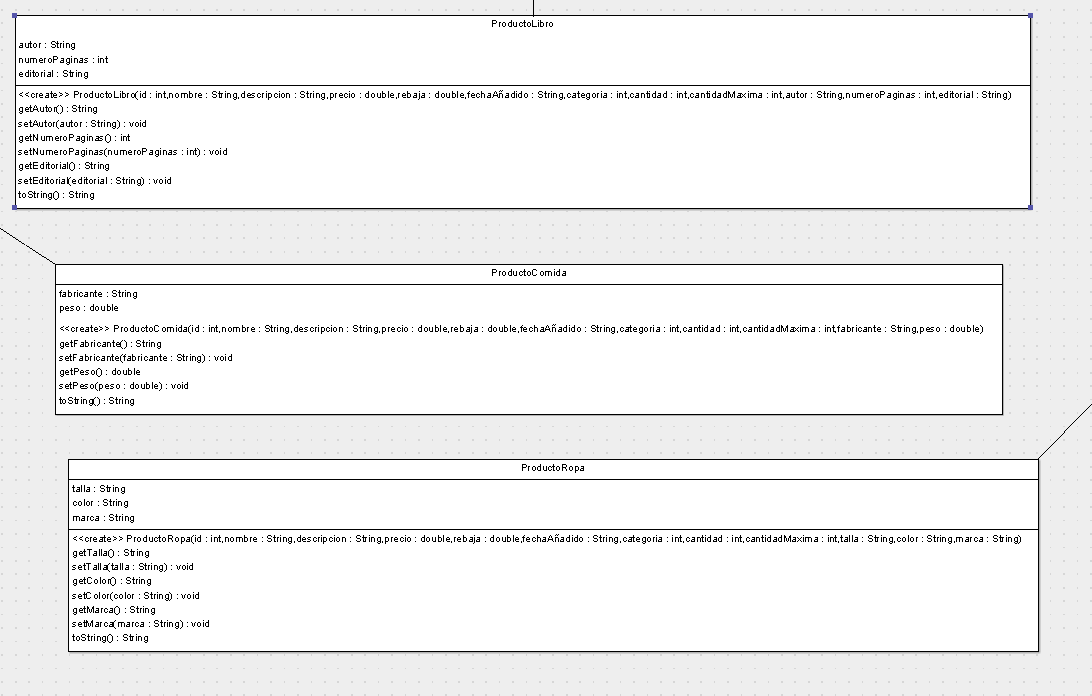 ProductoLibro
autor : String
numeroPaginas : int
editorial : String
<<create>> ProductoLibro(id : int,nombre : String,descripcion : String,precio : double,rebaja : double,fechaAñadido : String,categoria : int,cantidad : int,cantidadMaxima : int,autor : String,numeroPaginas : int,editorial : String)
getAutor() : String
setAutor(autor : String) : void
getNumeroPaginas() : int
setNumeroPaginas(numeroPaginas : int) : void
getEditorial() : String
setEditorial(editorial : String) : void
toString() : String
ProductoComida
fabricante : String
peso : double
<<create>> ProductoComida(id : int,nombre : String,descripcion : String,precio : double,rebaja : double,fechaAñadido : String,categoria : int,cantidad : int,cantidadMaxima : int,fabricante : String,peso : double)
getFabricante() : String
setFabricante(fabricante : String) : void
getPeso() : double
setPeso(peso : double) : void
toString() : String
ProductoRopa
talla : String
color : String
marca : String
<<create>> ProductoRopa(id : int,nombre : String,descripcion : String,precio : double,rebaja : double,fechaAñadido : String,categoria : int,cantidad : int,cantidadMaxima : int,talla : String,color : String,marca : String)
getTalla() : String
setTalla(talla : String) : void
getColor() : String
setColor(color : String) : void
getMarca() : String
setMarca(marca : String) : void
toString() : String